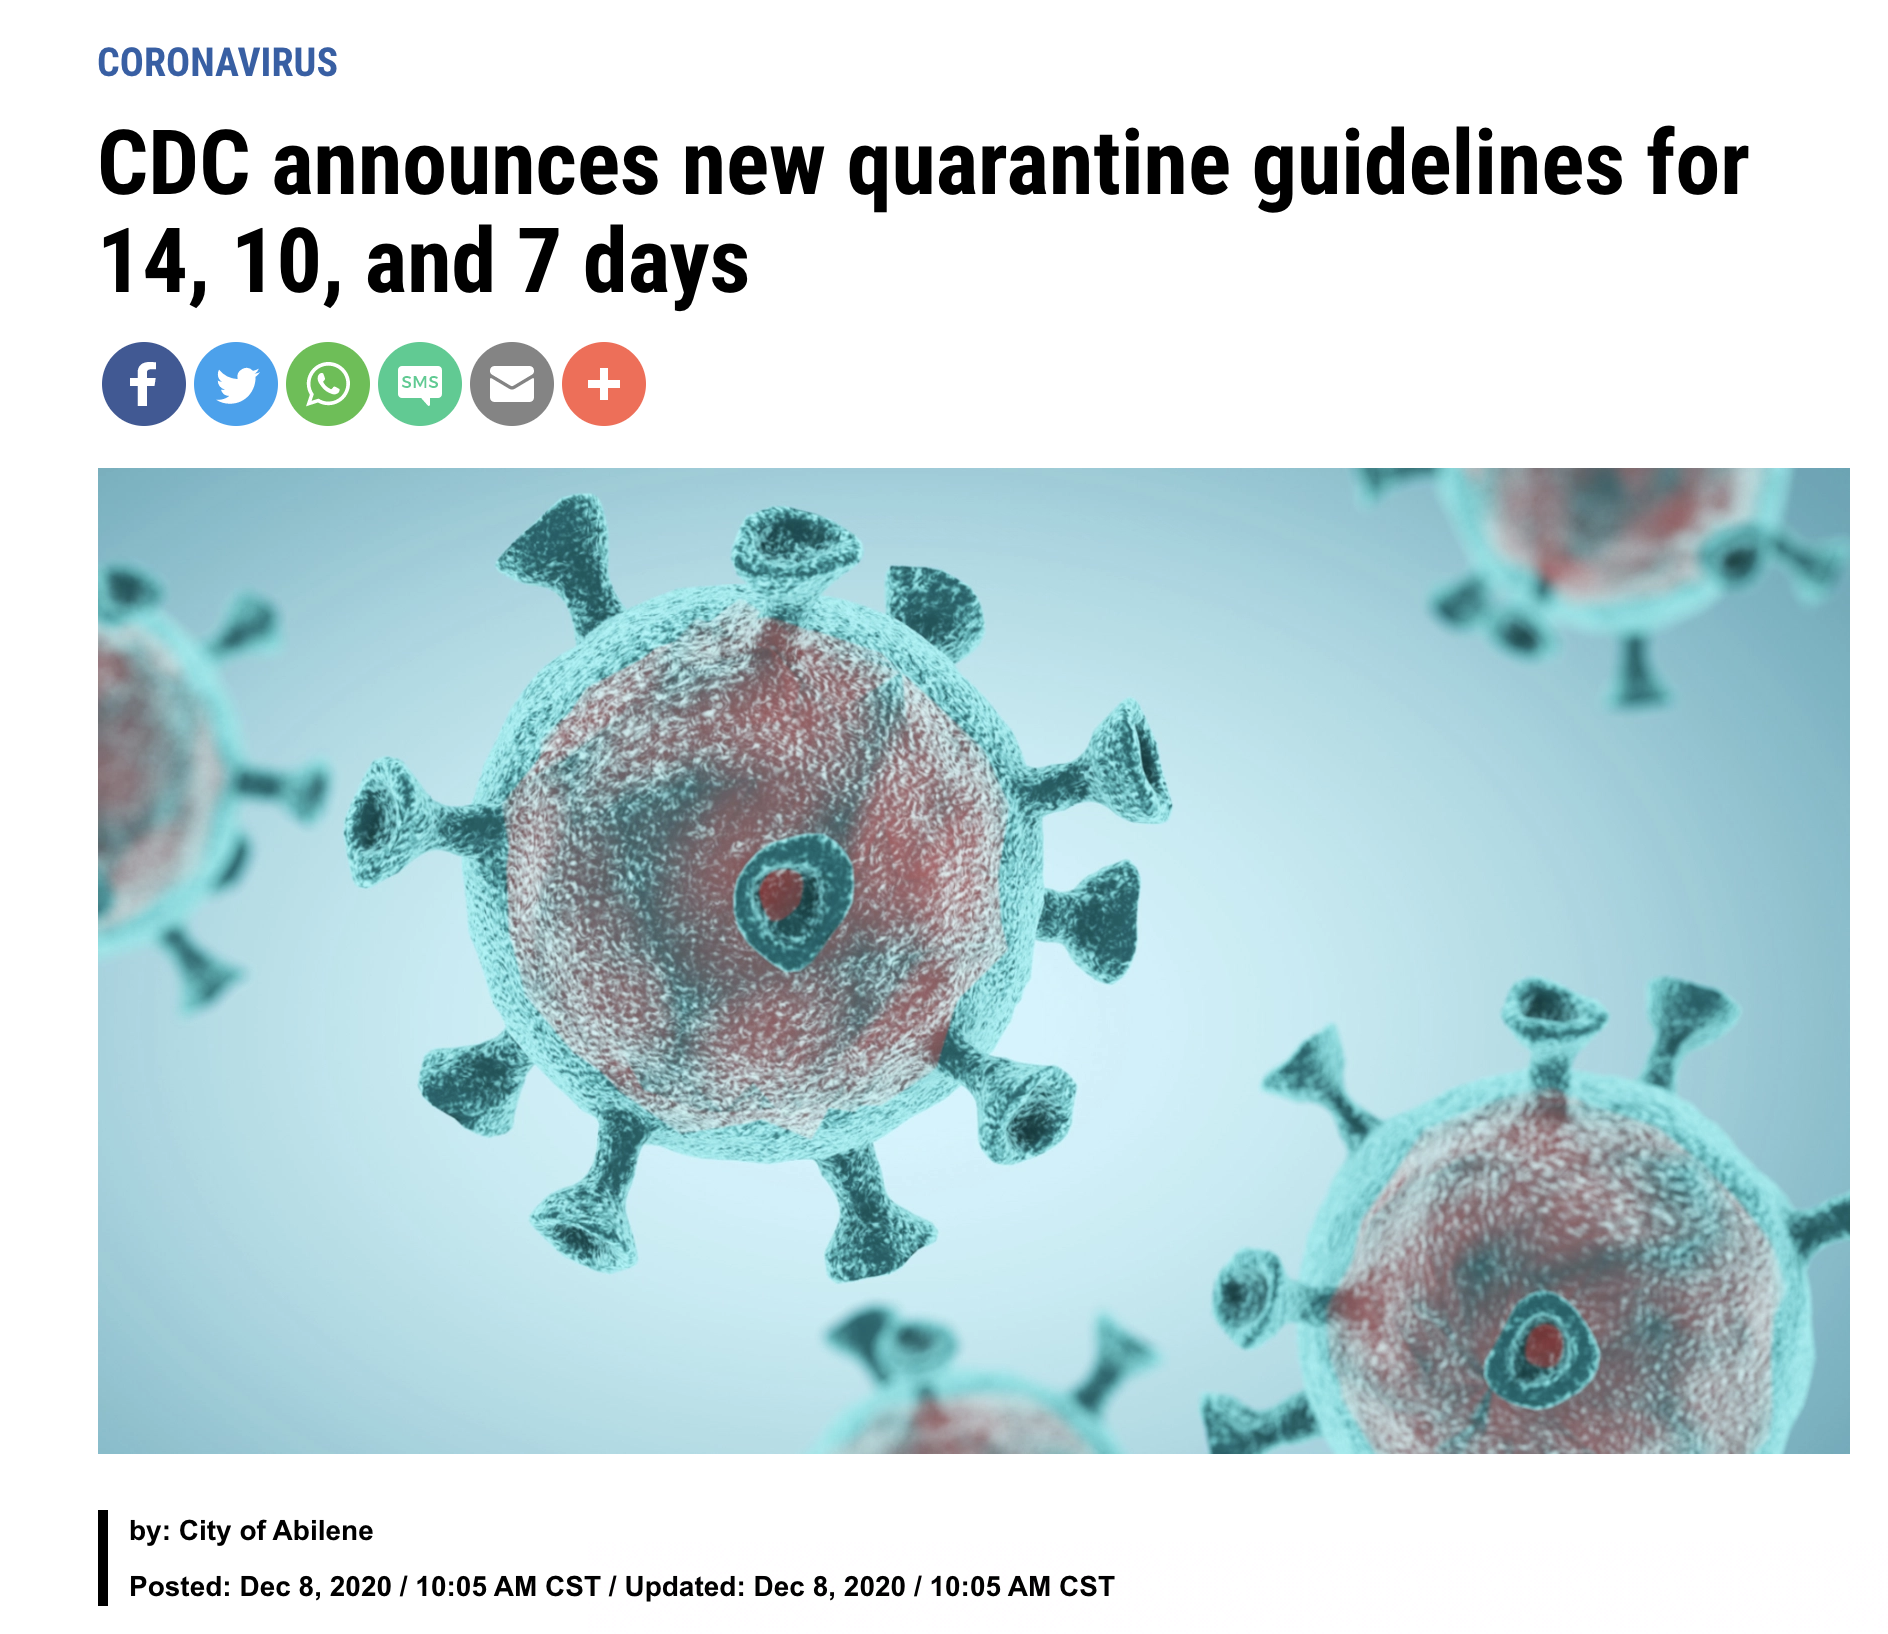 CORONAVIRUS
CDC announces new quarantine guidelines for
14, 10, and 7 days
SMS
by: City of Abilene
Posted: Dec 8, 2020 / 10:05 AM CST / Updated: Dec 8, 2020 / 10:05 AM CST